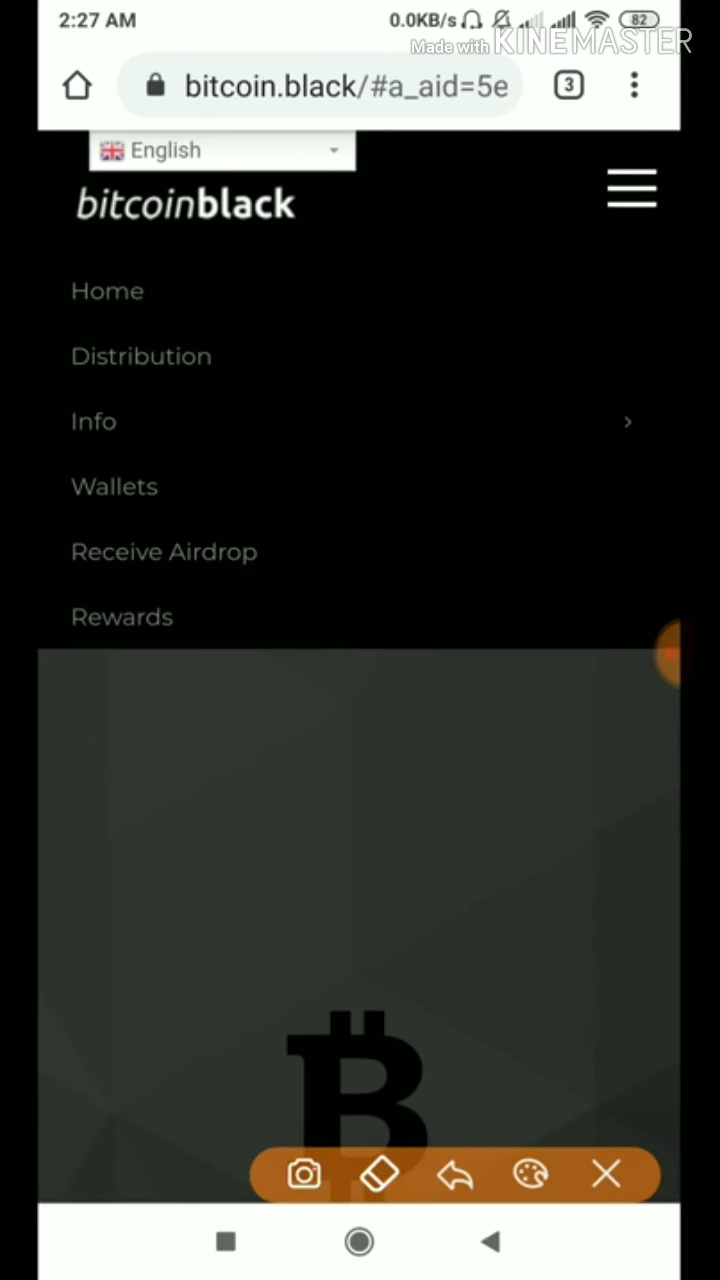 2:27 AM
0.0KB/s
82
Made with KINEMASTER
bitcoin.black/#a_aid=5e
3
English
bitcoinblack
Home
Distribution
Info
Wallets
Receive Airdrop
Rewards